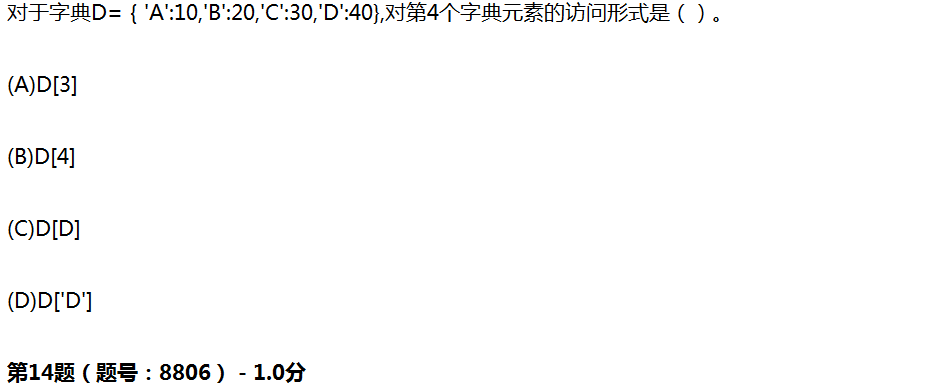 对于字典D= { 'A':10,'B':20,'C':30,'D':40},对第4个字典元素的访问形式是（ ）。
(A)D[3]
(B)D[4]
(C)D[D]
(D)D['D']
第14题（题号：8806） - 1.0分